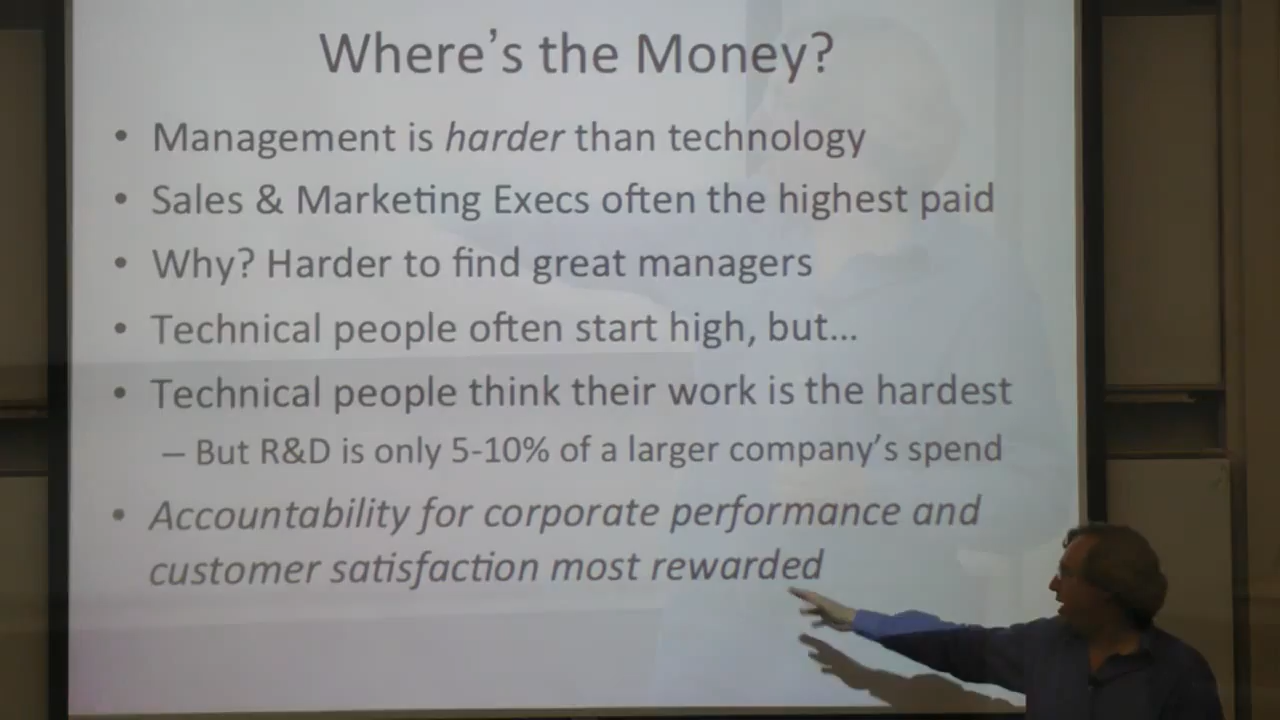 Where's the Money?
• Management is harder than technology
• Sales & Marketing Execs often the highest paid
• Why? Harder to find great managers
• Technical people often start high, but...
• Technical people think their work is the hardest
– But R&D is only 5-10% of a larger company's spend
• Accountability for corporate performance and
customer satisfaction most rewarded